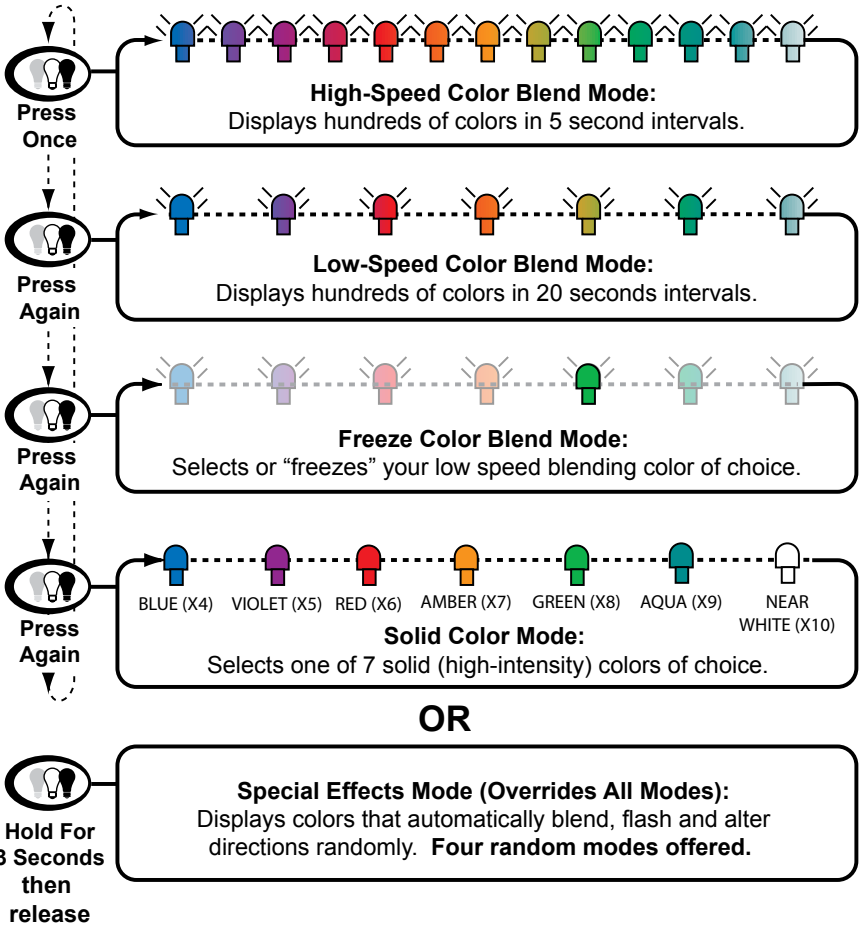 High-Speed Color Blend Mode:
Displays hundreds of colors in 5 second intervals.
Press
Once
Low-Speed Color Blend Mode:
Displays hundreds of colors in 20 seconds intervals.
Press
Again
Freeze Color Blend Mode:
Selects or “freezes” your low speed blending color of choice.
Press
Again
BLUE (X4) VIOLET (X5) RED (X6) AMBER (X7) GREEN (X8) AQUA (X9) NEAR
WHITE (X10)
Solid Color Mode:
Selects one of 7 solid (high-intensity) colors of choice.
Press
Again
OR
Special Effects Mode (Overrides All Modes):
Displays colors that automatically blend, flash and alter
directions randomly. Four random modes offered.
Hold For
3 Seconds
then
release